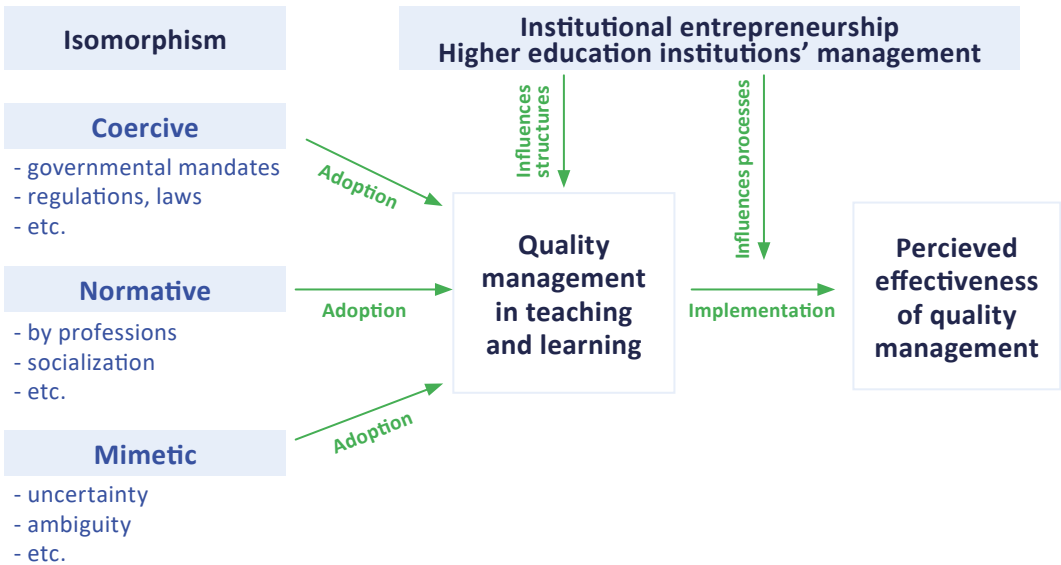 Isomorphism
Institutional entrepreneurship
Higher education institutions’ management
Coercive
- governmental mandates
- regulations, laws
- etc.
Adoption
Influences
structures
Influences processes
Normative
- by professions
- socialization
- etc.
Adoption
Quality
management
in teaching
and learning
Implementation
Percieved
effectiveness
of quality
management
Mimetic
- uncertainty
- ambiguity
- etc.
Adoption